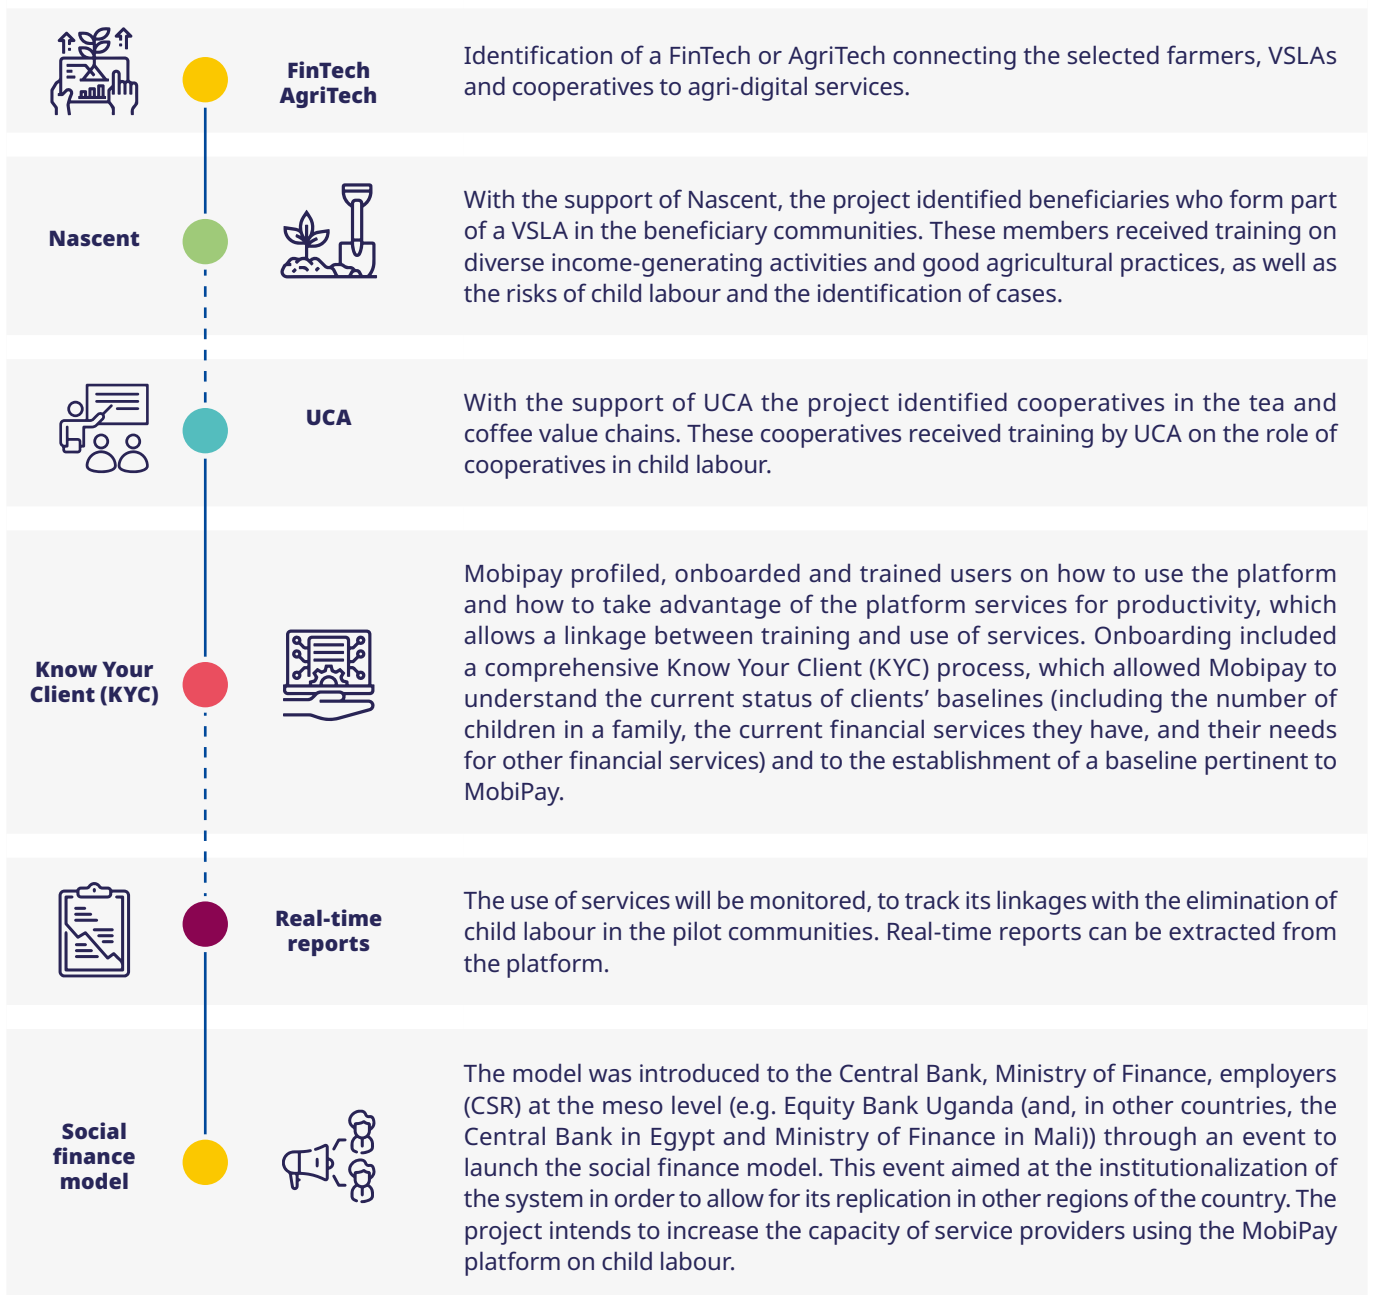 FinTech
AgriTech
Identification of a FinTech or AgriTech connecting the selected farmers, VSLAs
and cooperatives to agri-digital services.
Nascent
With the support of Nascent, the project identified beneficiaries who form part
of a VSLA in the beneficiary communities. These members received training on
diverse income-generating activities and good agricultural practices, as well as
the risks of child labour and the identification of cases.
UCA
With the support of UCA the project identified cooperatives in the tea and
coffee value chains. These cooperatives received training by UCA on the role of
cooperatives in child labour.
Know Your
Client (KYC)
Mobipay profiled, onboarded and trained users on how to use the platform
and how to take advantage of the platform services for productivity, which
allows a linkage between training and use of services. Onboarding included
a comprehensive Know Your Client (KYC) process, which allowed Mobipay to
understand the current status of clients’ baselines (including the number of
children in a family, the current financial services they have, and their needs
for other financial services) and to the establishment of a baseline pertinent to
MobiPay.
Real-time
reports
The use of services will be monitored, to track its linkages with the elimination of
child labour in the pilot communities. Real-time reports can be extracted from
the platform.
Social
finance
model
The model was introduced to the Central Bank, Ministry of Finance, employers
(CSR) at the meso level (e.g. Equity Bank Uganda (and, in other countries, the
Central Bank in Egypt and Ministry of Finance in Mali)) through an event to
launch the social finance model. This event aimed at the institutionalization of
the system in order to allow for its replication in other regions of the country. The
project intends to increase the capacity of service providers using the MobiPay
platform on child labour.